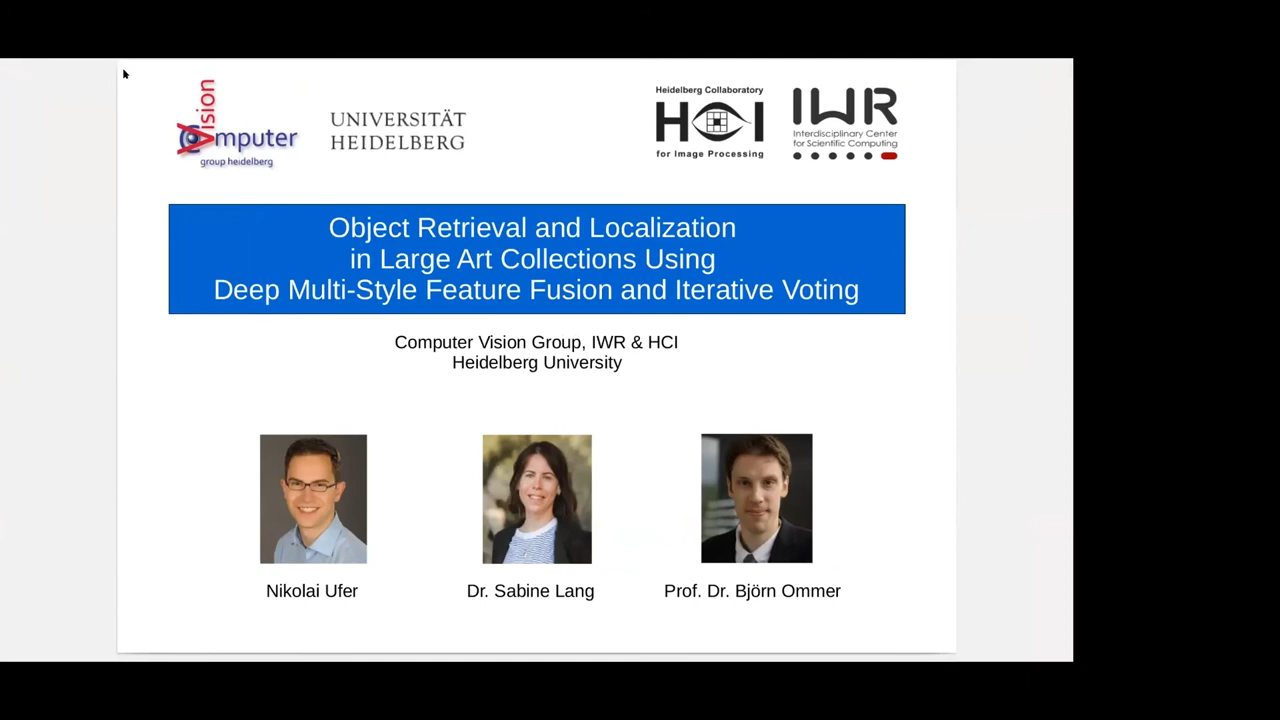 Vision
Computer
group heidelberg
UNIVERSITÄT
HEIDELBERG
Heidelberg Collaboratory
HCI
for Image Processing
IWR
Interdisciplinary Center
for Scientific Computing
Object Retrieval and Localization
in Large Art Collections Using
Deep Multi-Style Feature Fusion and Iterative Voting
Computer Vision Group, IWR & HCI
Heidelberg University
Nikolai Ufer
Dr. Sabine Lang
Prof. Dr. Björn Ommer